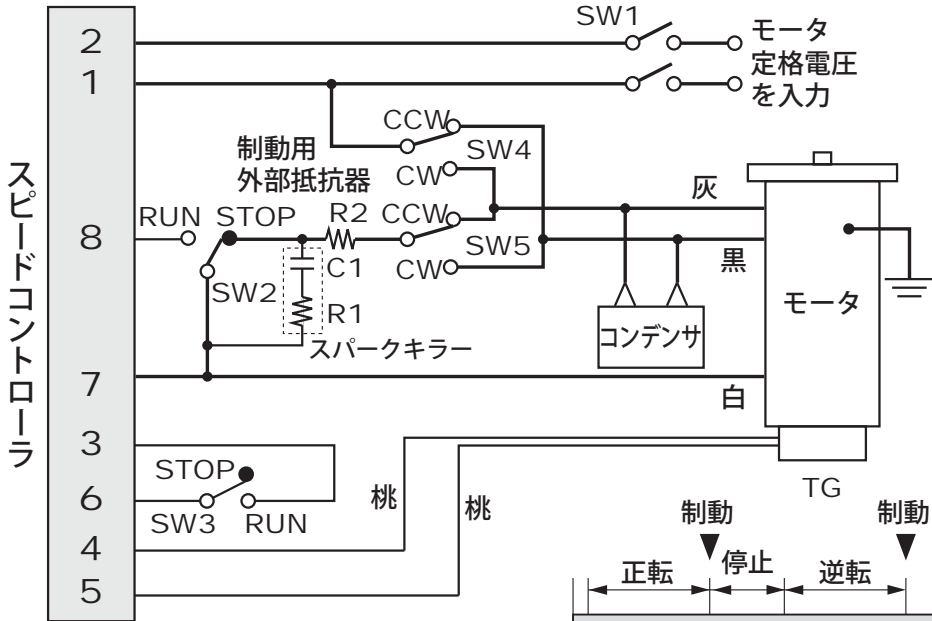 スピードコントローラ
2
1
8
7
3
6
4
5
SW1
モータ
定格電圧
を入力
CCW
SW4
CW
制動用
外部抵抗器
RUN
STOP
R2
CCW
SW5
CW
SW2
C1
R1
スパークキラー
灰
黒
コンデンサ
モータ
白
STOP
SW3
RUN
桃
桃
TG
制動
制動
正転
停止
逆転